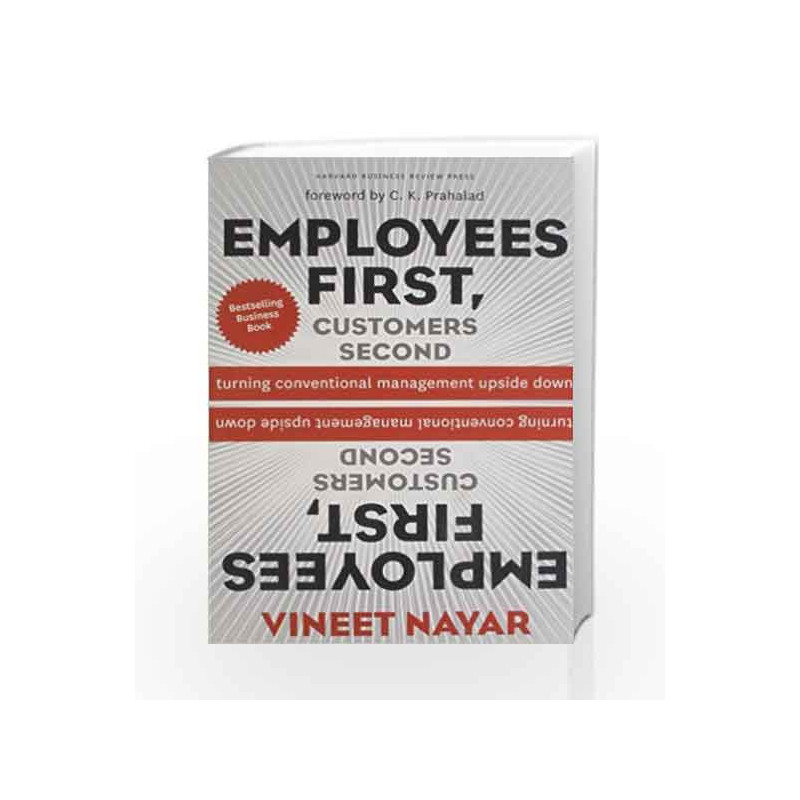 HARVARD BUSINESS REVIEW PRESS
foreword by C. K. Prahalad
EMPLOYEES
FIRST,
CUSTOMERS
SECOND
Bestselling
Business
Book
turning conventional management upside down
turning conventional management upside down
SECOND
CUSTOMERS
FIRST,
EMPLOYEES
VINEET NAYAR